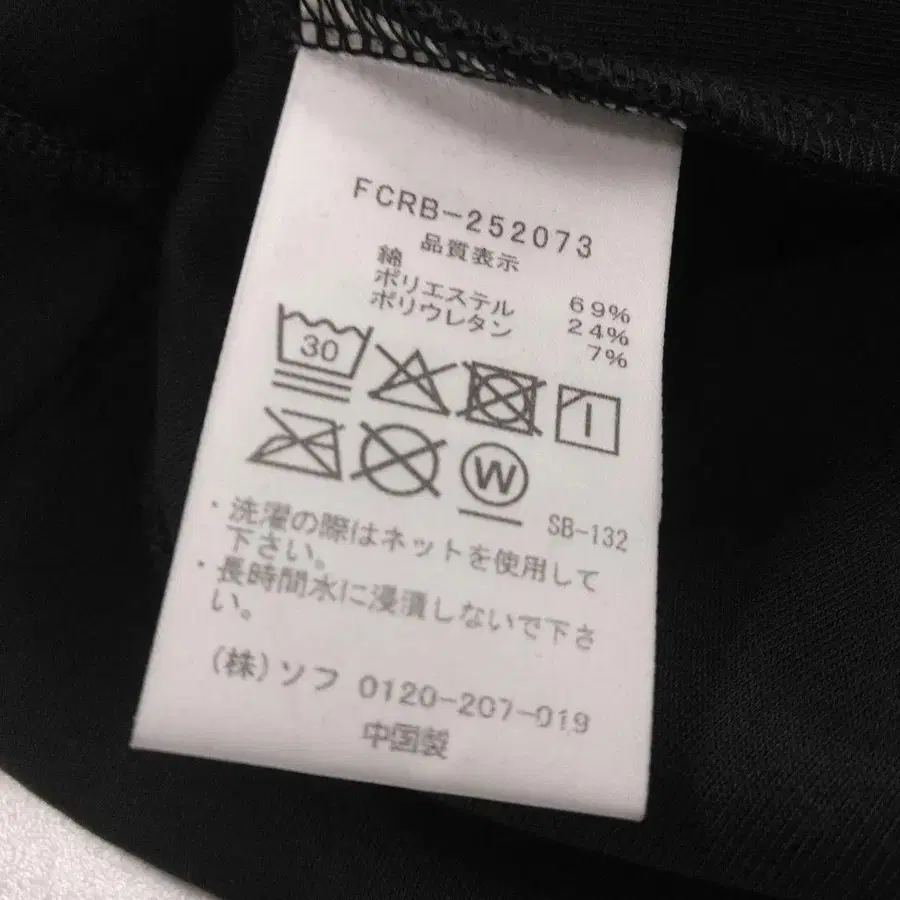 FCRB-252073
品質表示
綿 69%
ポリエステル 24%
ポリウレタン 7%
30
W
SB-132
・洗濯の際はネットを使用して
下さい。
・長時間水に浸漬しないで下さ
い。
(株)ソフ 0120-207-019
中国製